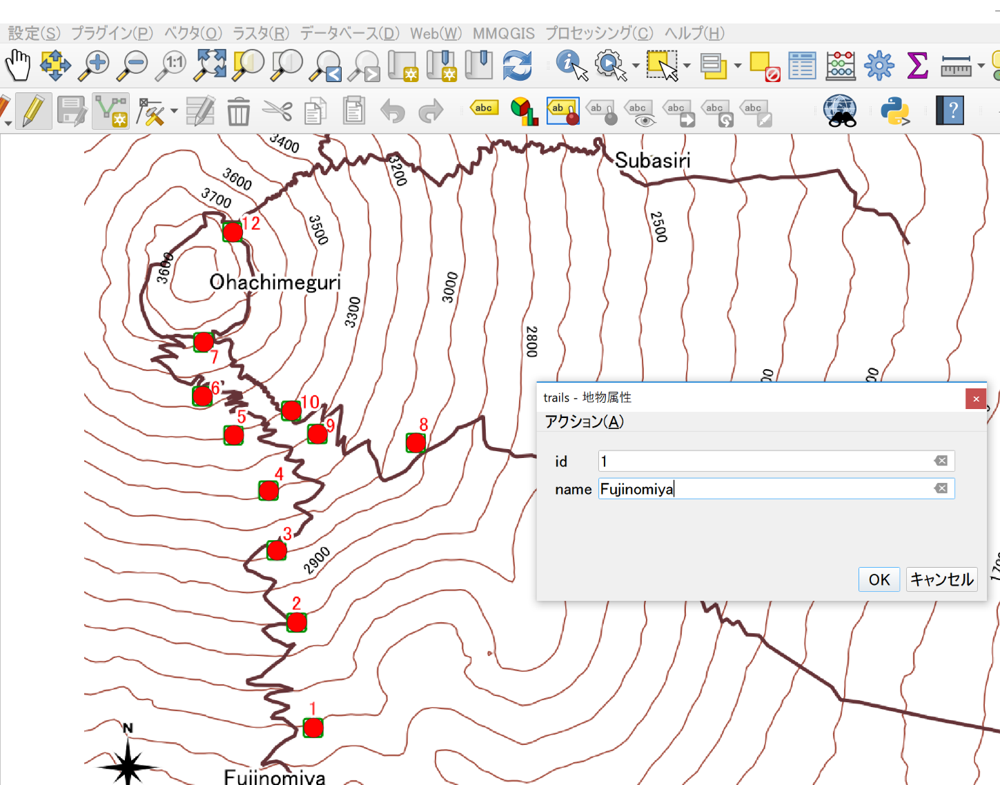 設定(S) プラグイン(P) ベクタ(O) ラスタ(R) データベース(D) Web(W) MMQGIS プロセッシング(C) ヘルプ(H)
1:1
Σ
abc
ab
ab
abc
abc
abc
abc
?
3400
3600
3700
3200
Subasiri
12
3500
2500
3600
Ohachimeguri
3000
3300
2800
7
6
10
5
9
8
4
3
2900
2
1
N
Fujinomiya
trails - 地物属性
アクション(A)
id 1
name Fujinomiya
OK キャンセル